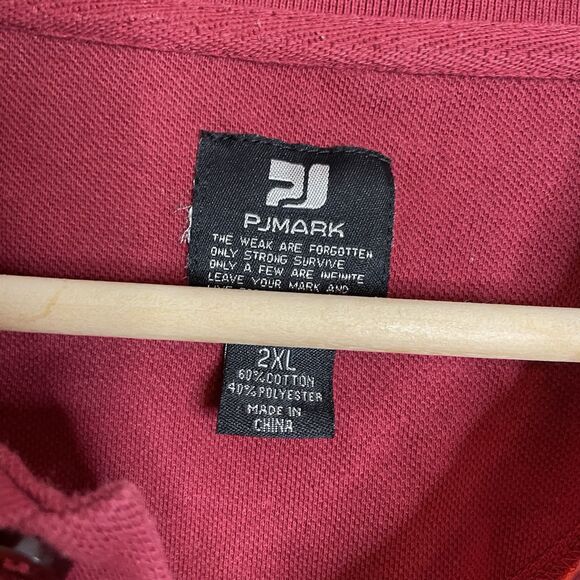 PJ
PJMARK
THE WEAK ARE FORGOTTEN
ONLY STRONG SURVIVE
ONLY A FEW ARE INFINITE
LEAVE YOUR MARK AND
2XL
60% COTTON
40% POLYESTER
MADE IN
CHINA